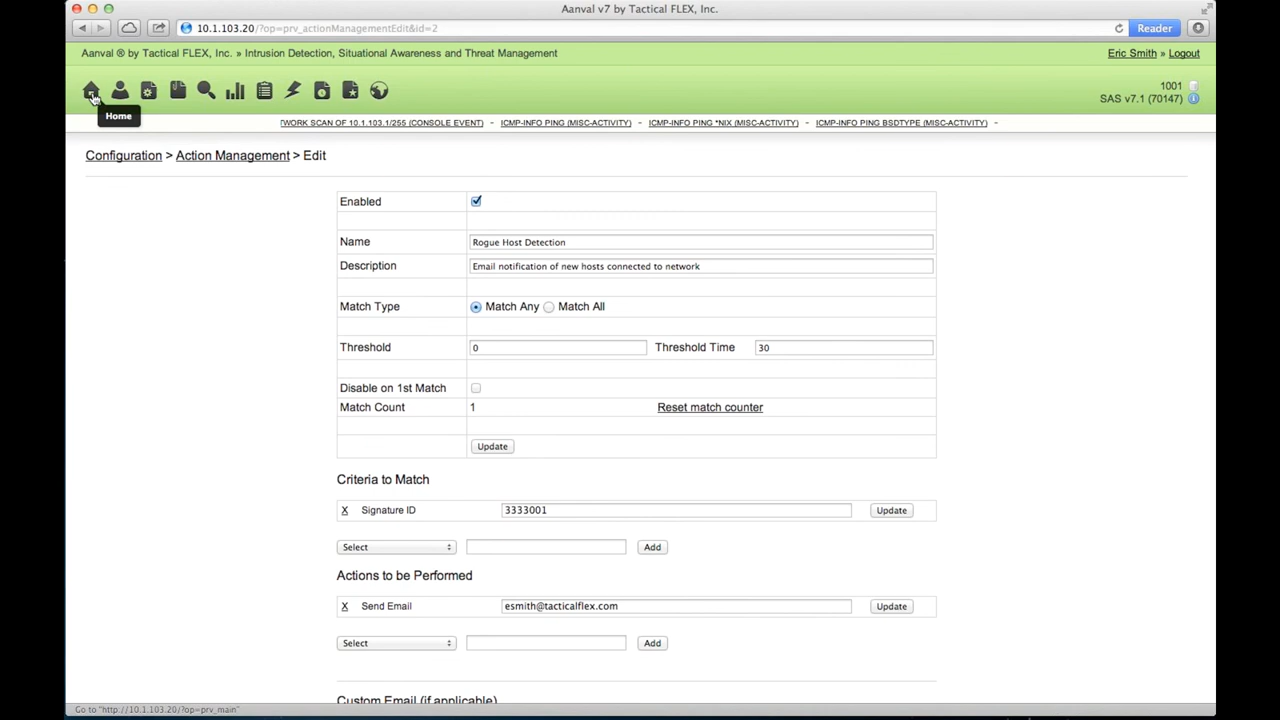 Aanval v7 by Tactical FLEX, Inc.
10.1.103.20/?op=prv_actionManagementEdit&id=2
Reader
Aanval ® by Tactical FLEX, Inc. » Intrusion Detection, Situational Awareness and Threat Management
Eric Smith » Logout
1001
SAS v7.1 (70147)
Home
WORK SCAN OF 10.1.103.1/255 (CONSOLE EVENT) - ICMP-INFO PING (MISC-ACTIVITY) - ICMP-INFO PING *NIX (MISC-ACTIVITY) - ICMP-INFO PING BSDTYPE (MISC-ACTIVITY) -
Configuration > Action Management > Edit
Enabled
Name Rogue Host Detection
Description Email notification of new hosts connected to network
Match Type Match Any Match All
Threshold 0 Threshold Time 30
Disable on 1st Match
Match Count 1 Reset match counter
Update
Criteria to Match
X Signature ID 3333001 Update
Select Add
Actions to be Performed
X Send Email esmith@tacticalflex.com Update
Select Add
Custom Email (if applicable)
Go to "http://10.1.103.20/?op=prv_main"